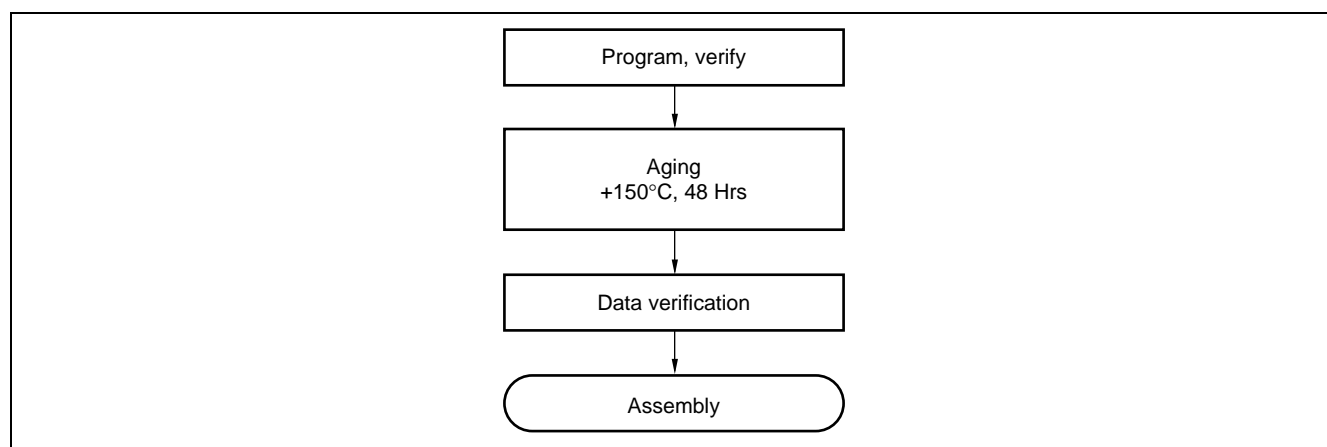 Program, verify
Aging
+150°C, 48 Hrs
Data verification
Assembly